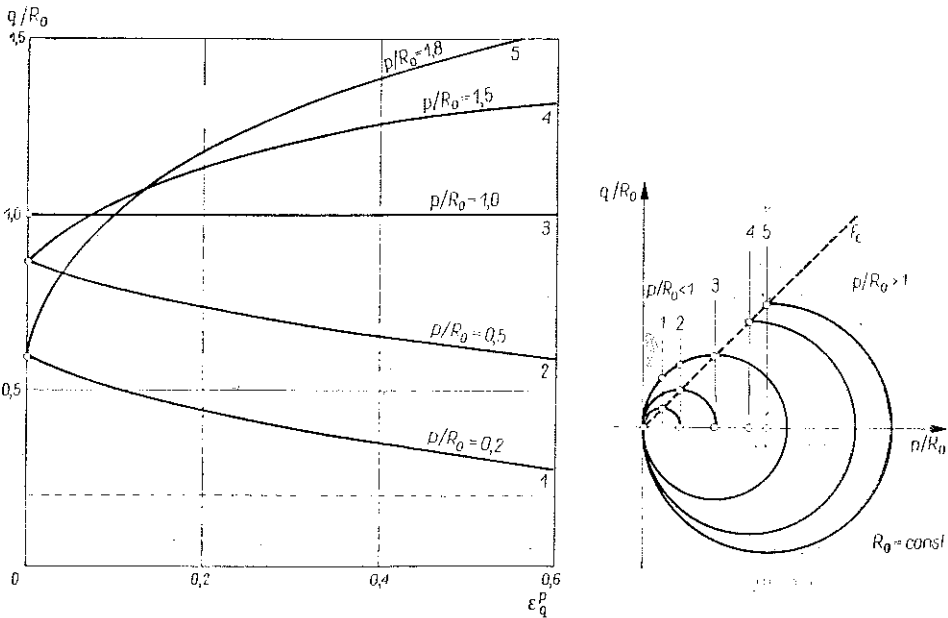 q/R₀
1,5
1,0
0,5
0
0,2
0,4
0,6
εᵖq
p/R₀=1,8
5
p/R₀=1,5
4
p/R₀=1,0
3
p/R₀=0,5
2
p/R₀=0,2
1
q/R₀
4
5
p/R₀<1
3
p/R₀>1
1
2
p/R₀
R₀=const